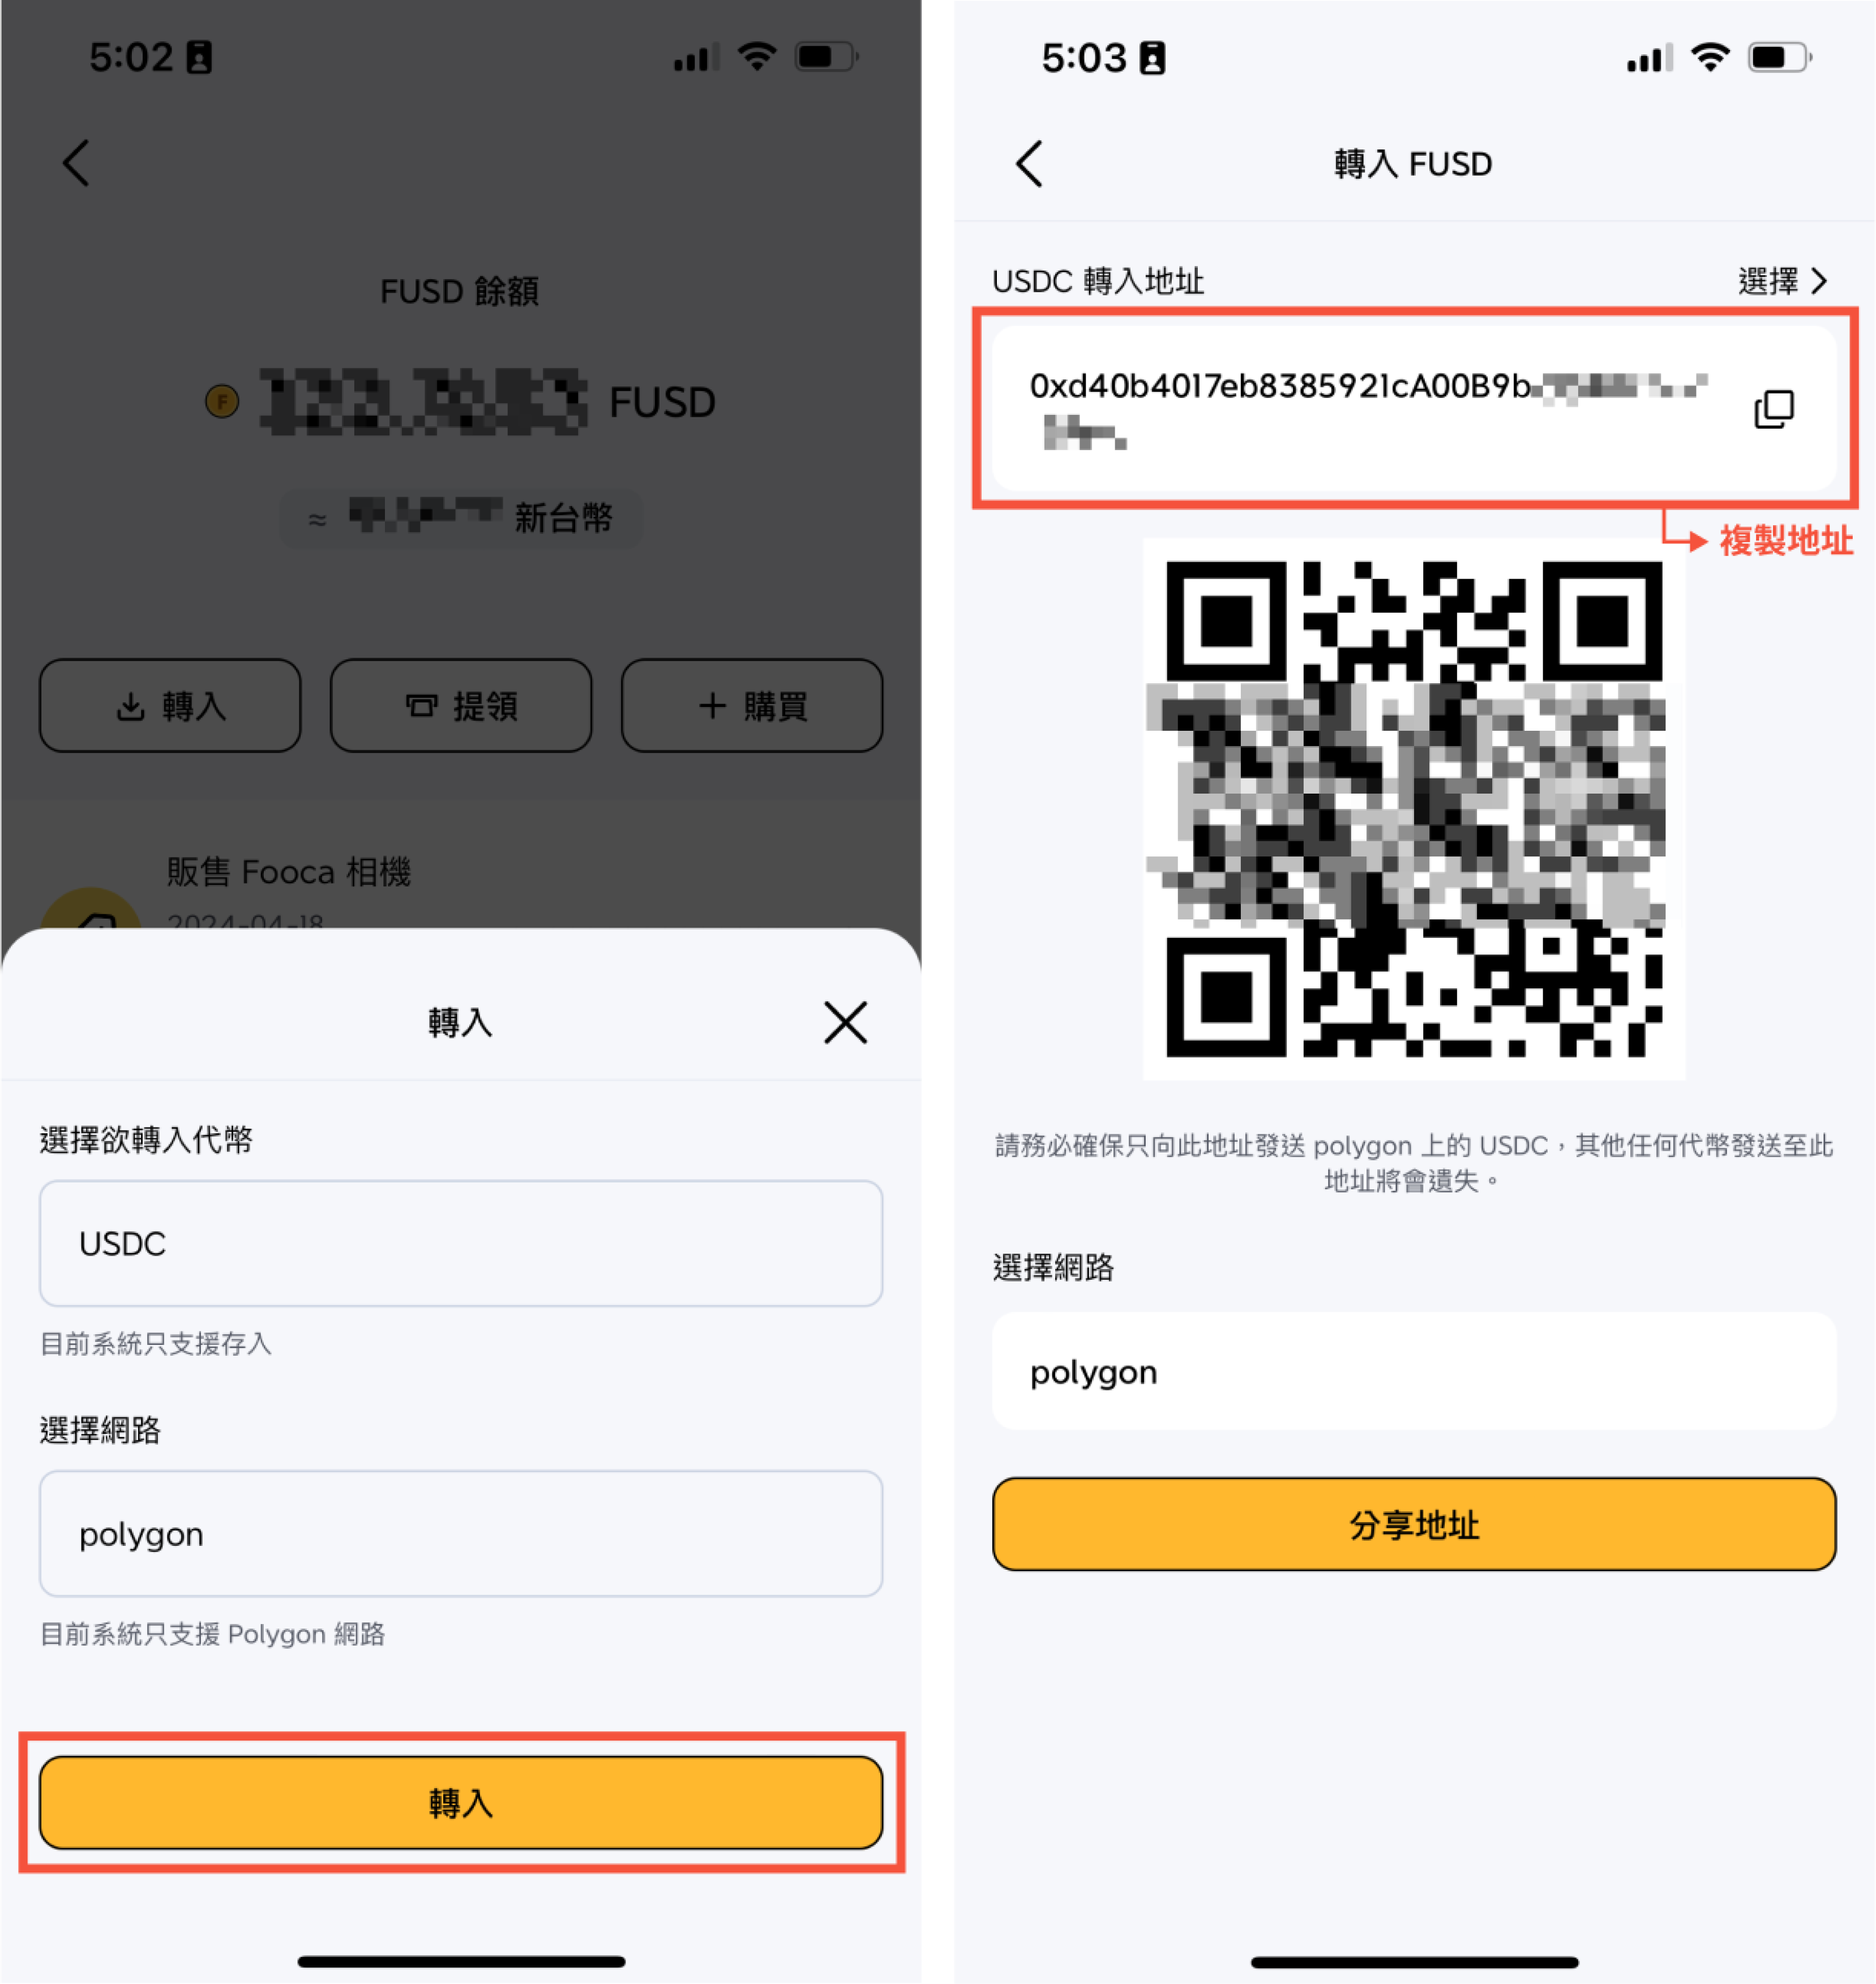 5:02
FUSD 餘額
FUSD
≈ 新台幣
轉入
提領
+ 購買
販售 Fooca 相機
2024-04-18
轉入
選擇欲轉入代幣
USDC
目前系統只支援存入
選擇網路
polygon
目前系統只支援 Polygon 網路
轉入
5:03
轉入 FUSD
USDC 轉入地址
選擇
0xd40b4017eb8385921cA00B9b
複製地址
請務必確保只向此地址發送 polygon 上的 USDC,其他任何代幣發送至此
地址將會遺失。
選擇網路
polygon
分享地址